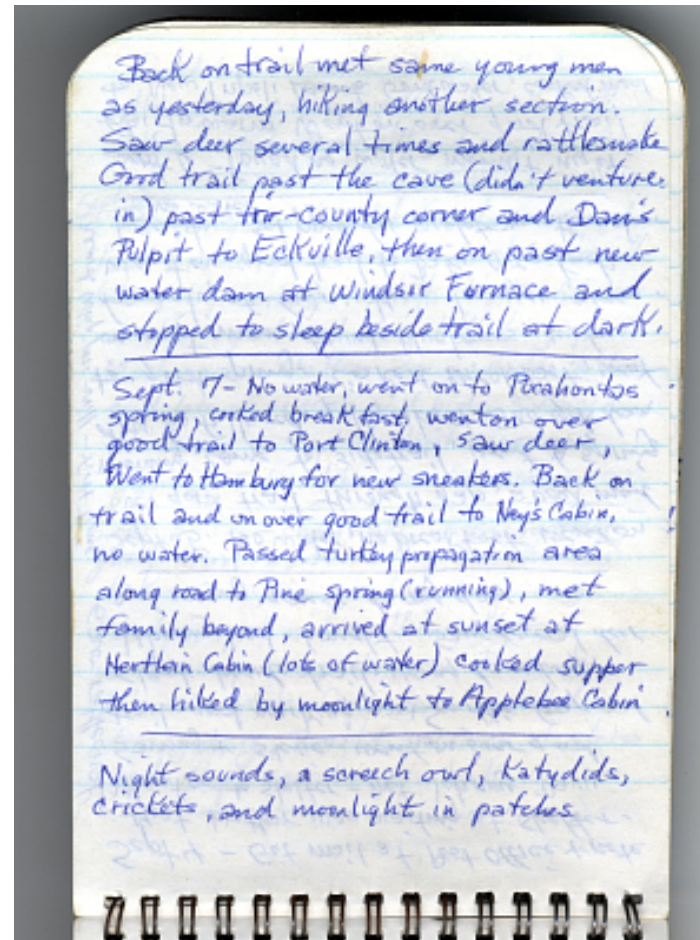 Back on trail met same young men
as yesterday, hiking another section.
Saw deer several times and rattlesnake
Good trail past the cave (didn't venture
in) past tri-county corner and Dan's
Pulpit to Eckville, then on past new
water dam at Windsor Furnace and
stopped to sleep beside trail at dark.
Sept. 7 - No water, went on to Pocahontas
spring, cooked breakfast, went on over
good trail to Port Clinton, saw deer,
Went to Hamburg for new sneakers. Back on
trail and on over good trail to Ney's Cabin,
no water. Passed turkey propagation area
along road to Pine spring (running), met
family beyond, arrived at sunset at
Hertlein Cabin (lots of water) cooked supper
then hiked by moonlight to Applebee Cabin
Night sounds, a screech owl, Katydids,
crickets, and moonlight in patches